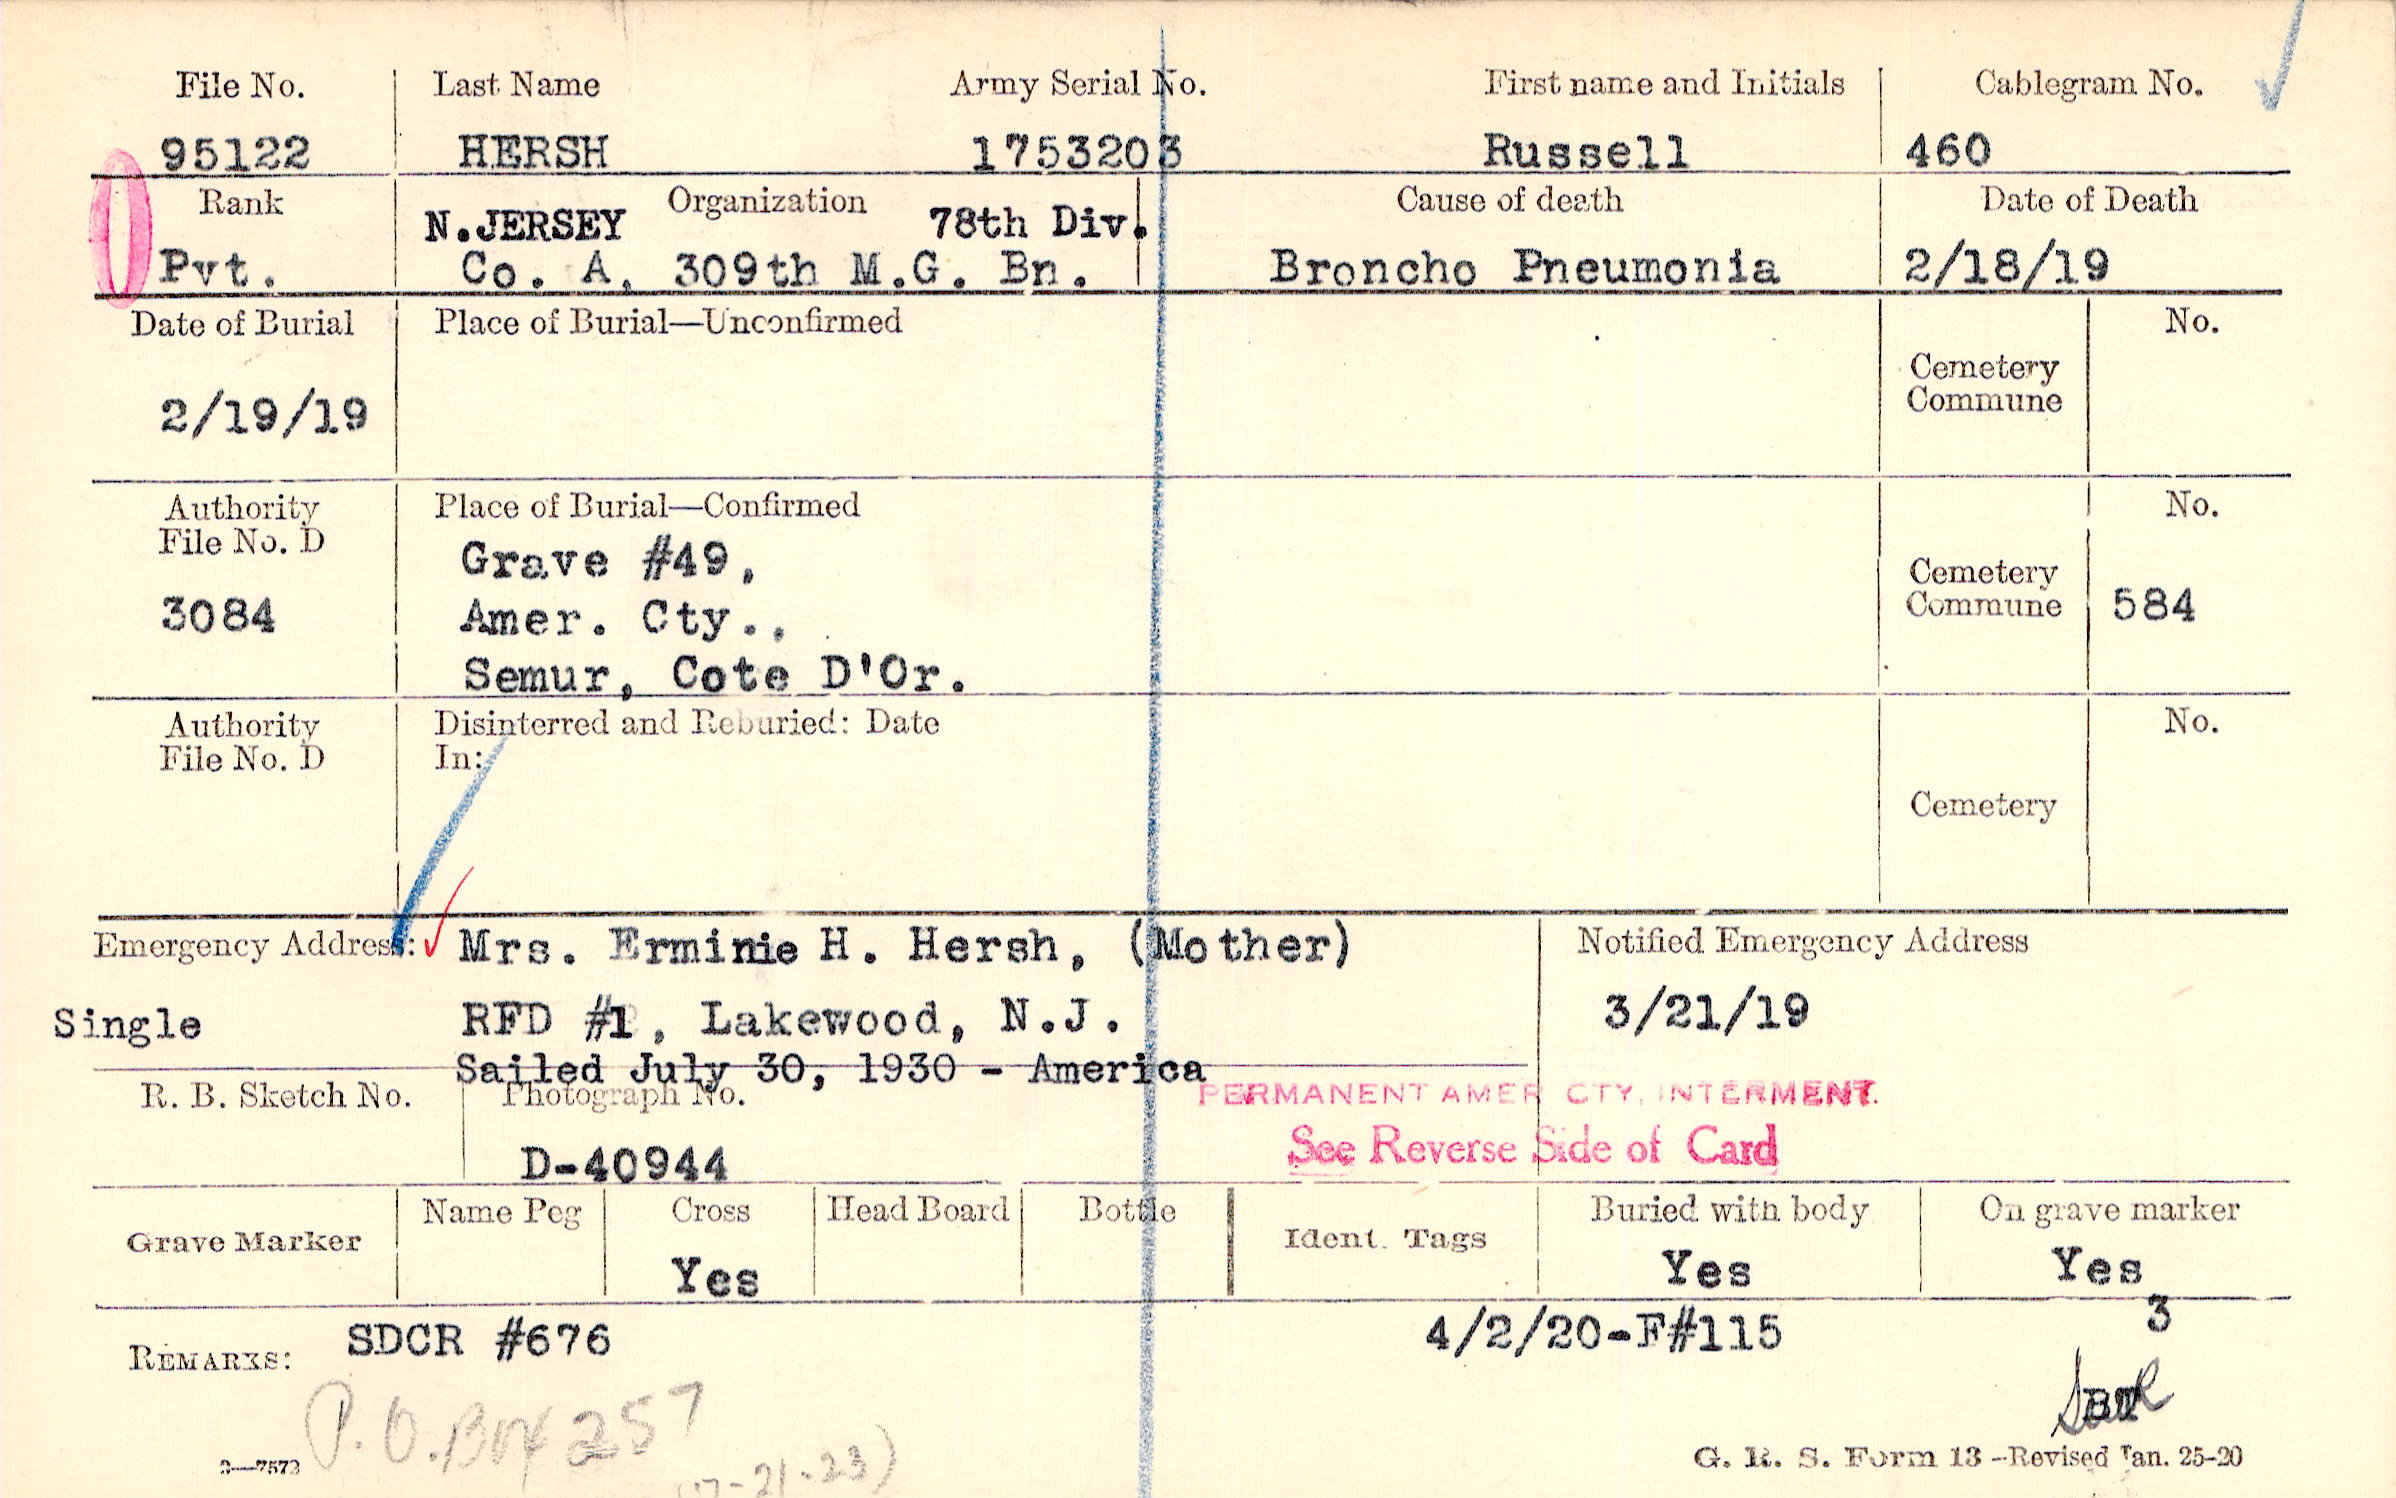 File No. Last Name Army Serial No. First name and Initials Cablegram No.
95122 HERSH 1753203 Russell 460
Rank Organization Cause of death Date of Death
N.JERSEY 78th Div.
Pvt. Co. A, 309th M.G. Bn. Broncho Pneumonia 2/18/19
Date of Burial Place of Burial—Unconfirmed No.
Cemetery
Commune
2/19/19
Authority Place of Burial—Confirmed No.
File No. D
Grave #49,
Cemetery
3084 Amer. Cty., Commune 584
Semur, Cote D'Or.
Authority Disinterred and Reburied: Date No.
File No. D In:
Cemetery
Emergency Address: Mrs. Erminie H. Hersh, (Mother) Notified Emergency Address
Single RFD #1, Lakewood, N.J. 3/21/19
Sailed July 30, 1930 - America
R. B. Sketch No. Photograph No. PERMANENT AMER CTY. INTERMENT.
See Reverse Side of Card
D-40944
Name Peg Cross Head Board Bottle Buried with body On grave marker
Grave Marker Ident. Tags
Yes Yes Yes
3
REMARKS: SDCR #676 4/2/20-F#115
P.O. Box 257
-21-23)
G. R. S. Form 13—Revised Jan. 25-20
3—7573